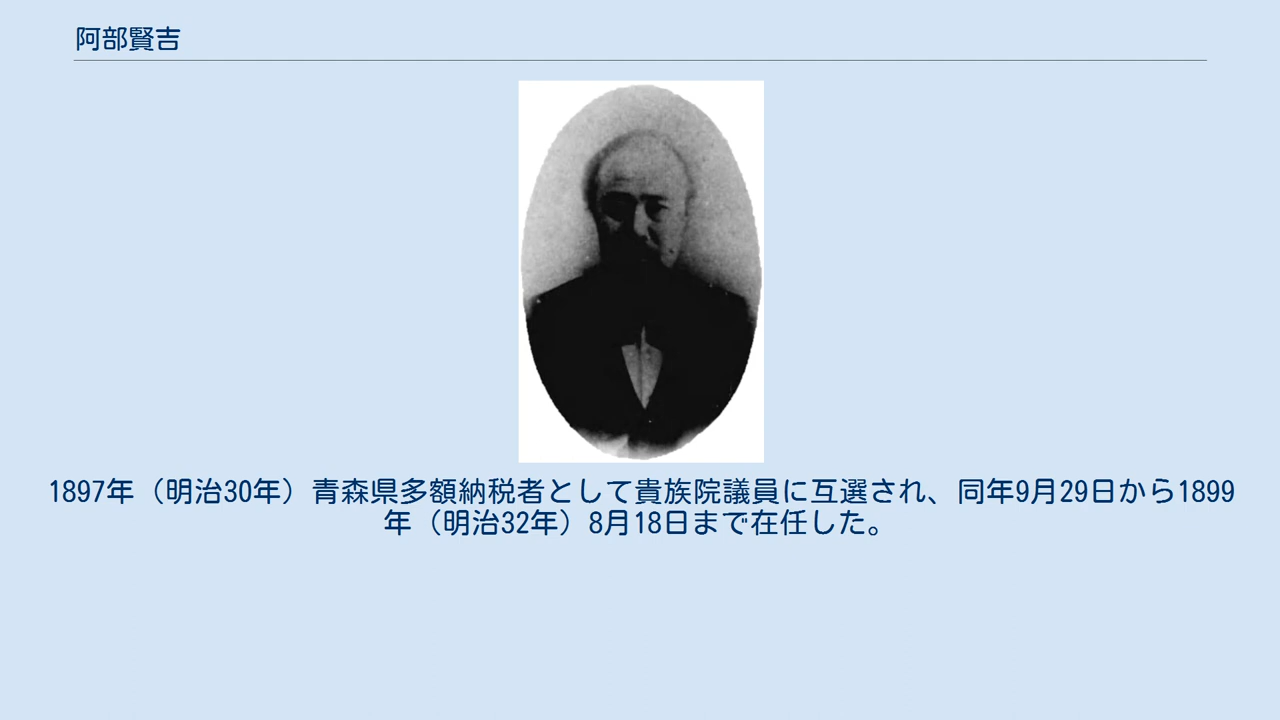 阿部賢吉
1897年（明治30年）青森県多額納税者として貴族院議員に互選され、同年9月29日から1899
年（明治32年）8月18日まで在任した。